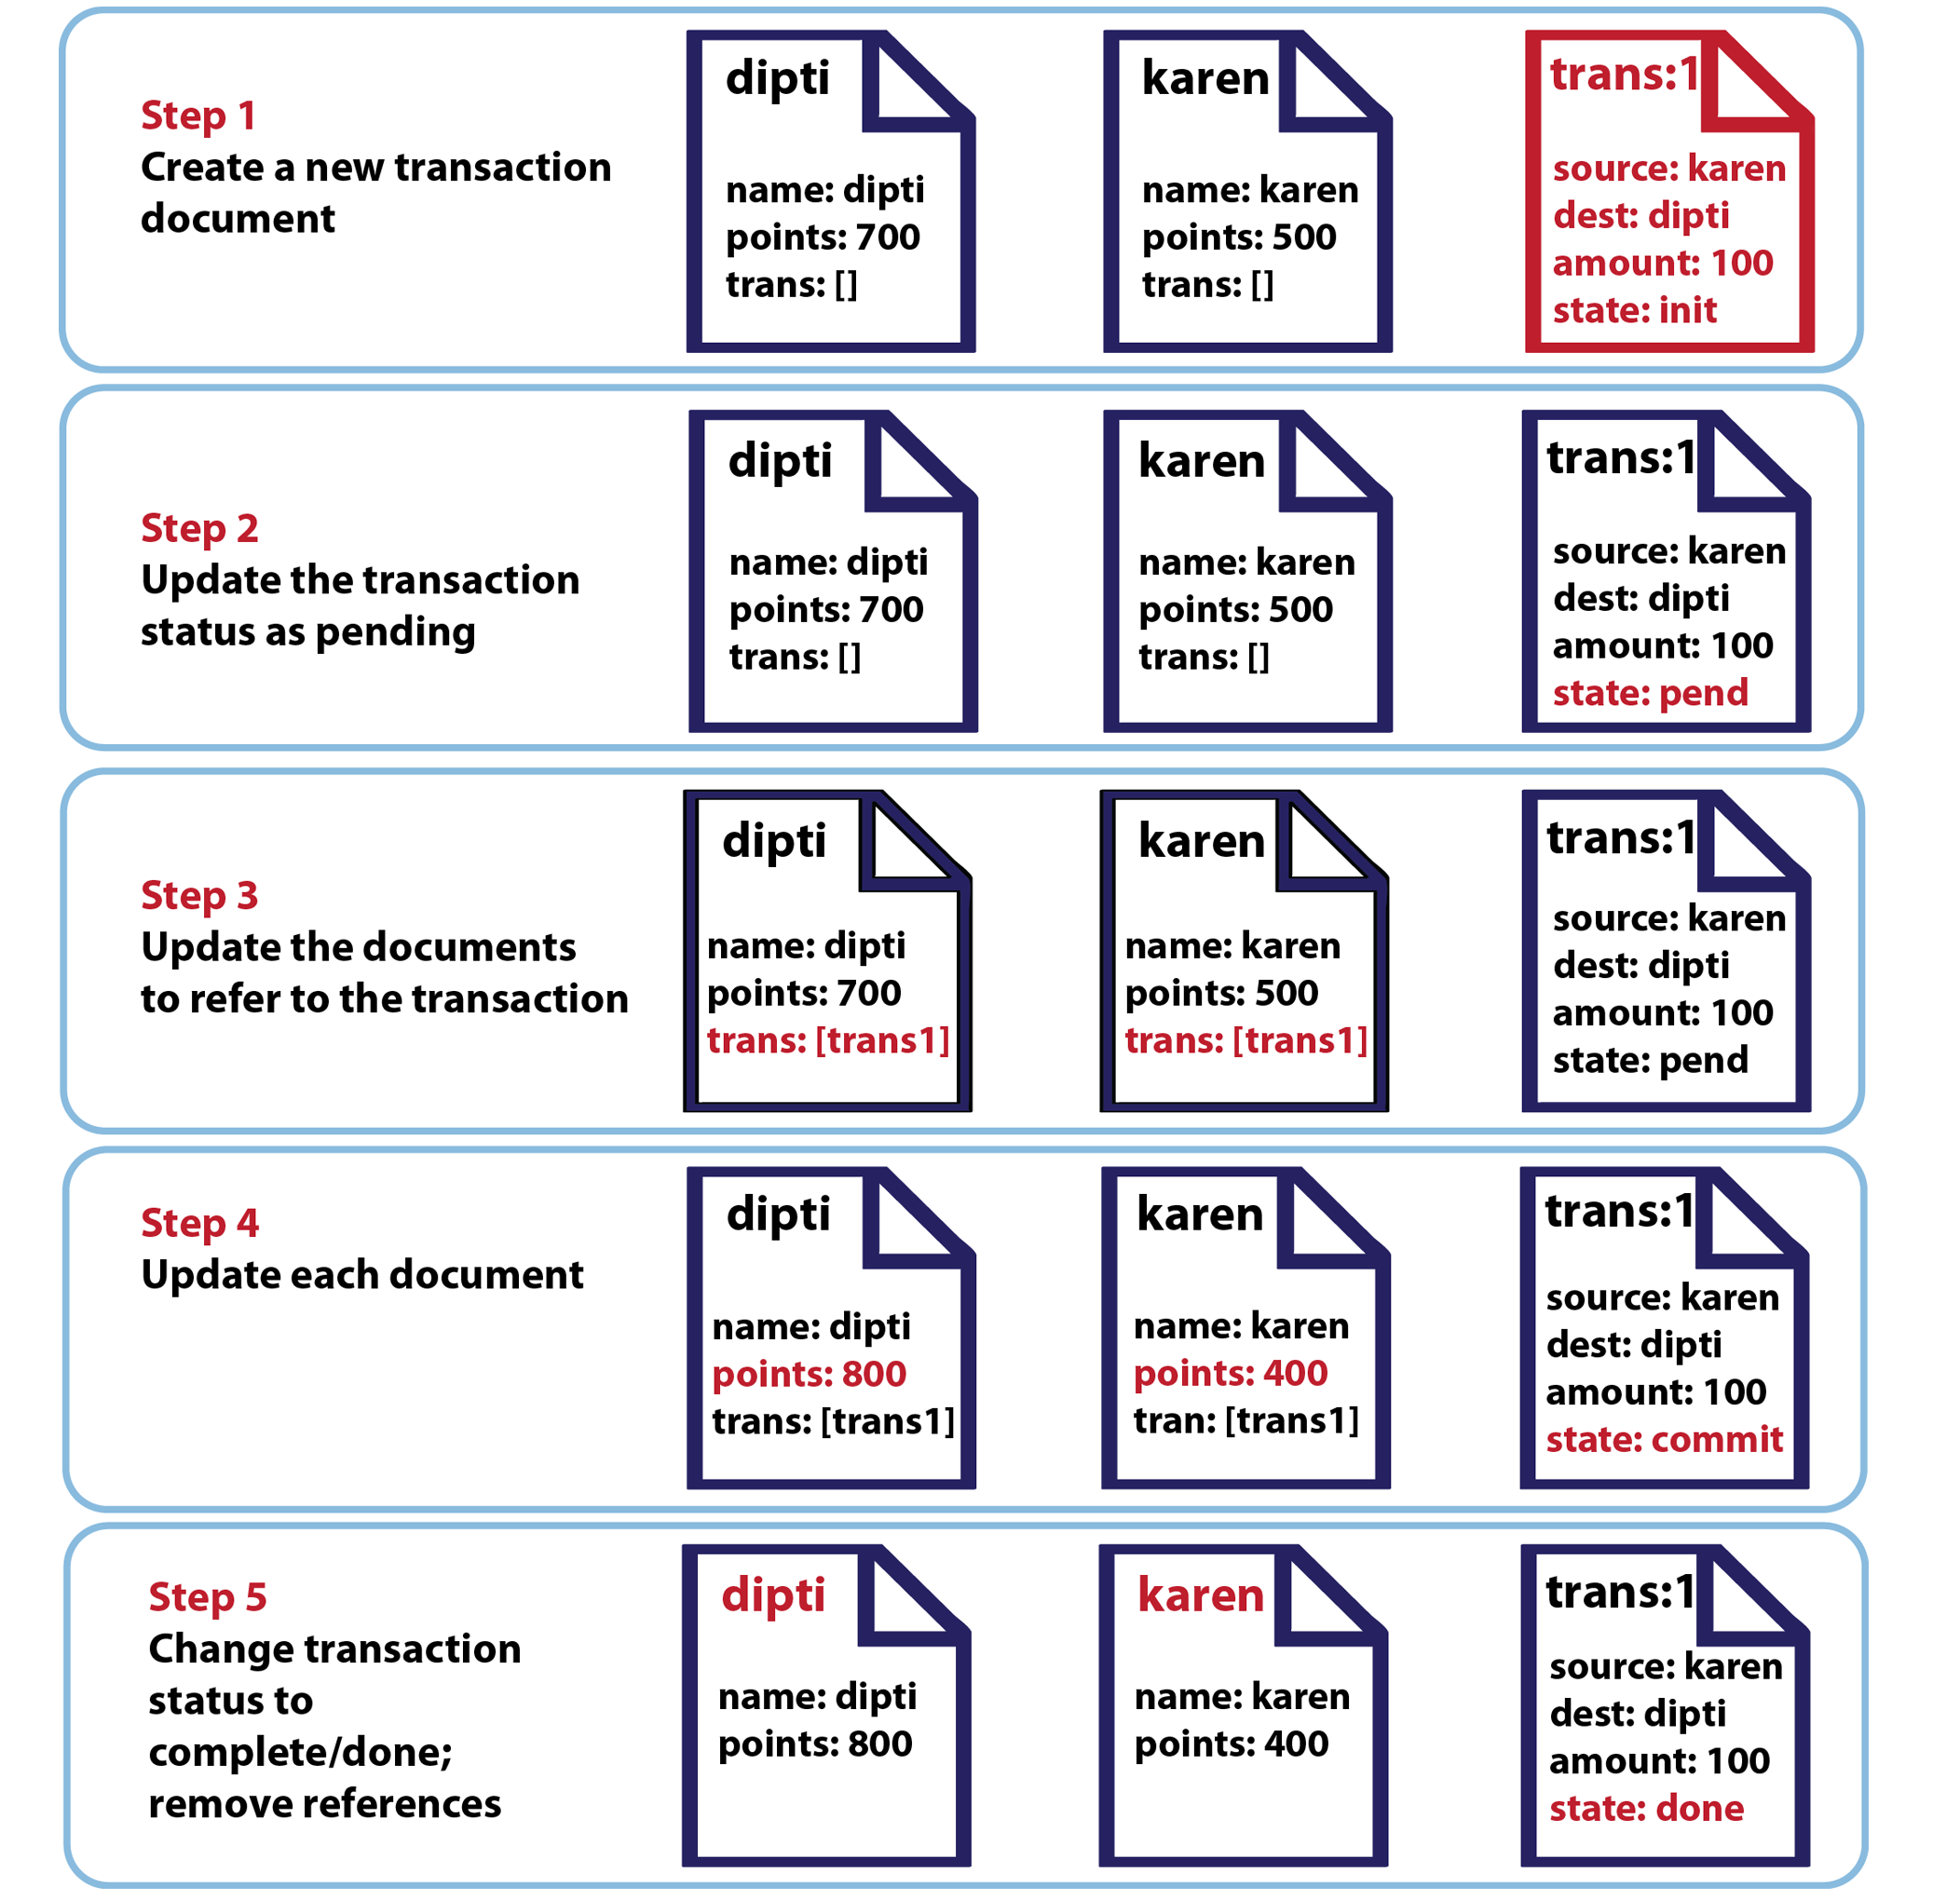 Step 1
Create a new transaction
document
dipti
name: dipti
points: 700
trans: []
karen
name: karen
points: 500
trans: []
trans:1
source: karen
dest: dipti
amount: 100
state: init
Step 2
Update the transaction
status as pending
dipti
name: dipti
points: 700
trans: []
karen
name: karen
points: 500
trans: []
trans:1
source: karen
dest: dipti
amount: 100
state: pend
Step 3
Update the documents
to refer to the transaction
dipti
name: dipti
points: 700
trans: [trans1]
karen
name: karen
points: 500
trans: [trans1]
trans:1
source: karen
dest: dipti
amount: 100
state: pend
Step 4
Update each document
dipti
name: dipti
points: 800
trans: [trans1]
karen
name: karen
points: 400
tran: [trans1]
trans:1
source: karen
dest: dipti
amount: 100
state: commit
Step 5
Change transaction
status to
complete/done;
remove references
dipti
name: dipti
points: 800
karen
name: karen
points: 400
trans:1
source: karen
dest: dipti
amount: 100
state: done